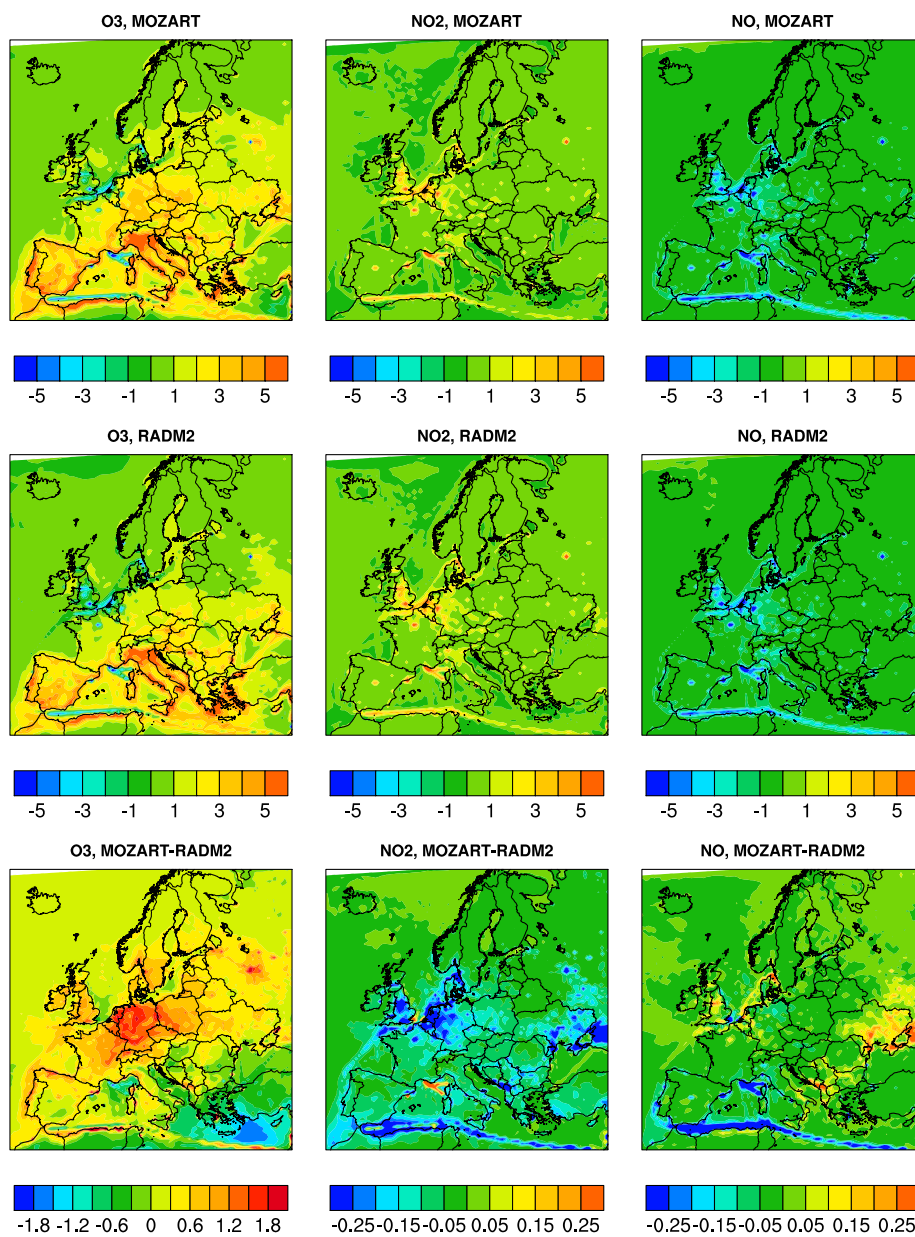 O3, MOZART
NO2, MOZART
NO, MOZART
-5 -3 -1 1 3 5
-5 -3 -1 1 3 5
-5 -3 -1 1 3 5
O3, RADM2
NO2, RADM2
NO, RADM2
-5 -3 -1 1 3 5
-5 -3 -1 1 3 5
-5 -3 -1 1 3 5
O3, MOZART-RADM2
NO2, MOZART-RADM2
NO, MOZART-RADM2
-1.8 -1.2 -0.6 0 0.6 1.2 1.8
-0.25 -0.15 -0.05 0.05 0.15 0.25
-0.25 -0.15 -0.05 0.05 0.15 0.25